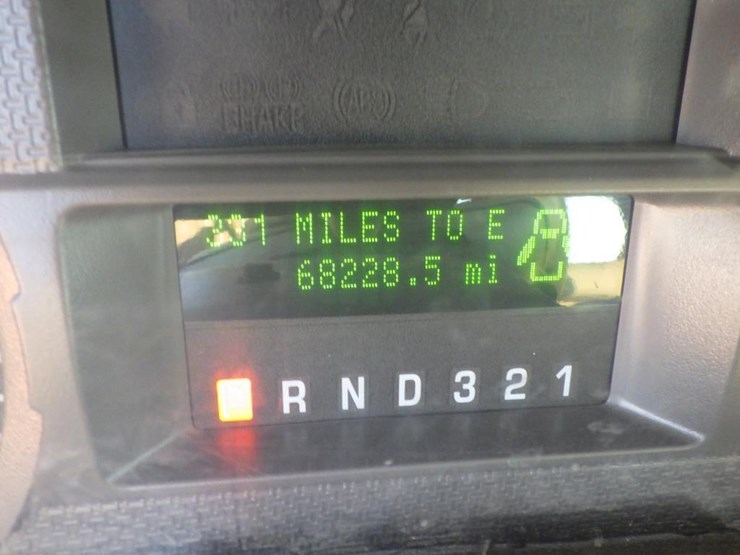 BRAKE (ABS)
MILES TO E
68228.5 mi
P R N D 3 2 1